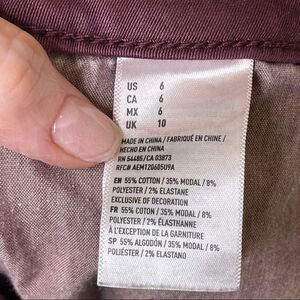 US 6
CA 6
MX 6
UK 10
MADE IN CHINA / FABRIQUÉ EN CHINE /
HECHO EN CHINA
RN 54485/CA 03873
RFC# AEM120605U9A
EN 55% COTTON / 35% MODAL / 8%
POLYESTER / 2% ELASTANE
EXCLUSIVE OF DECORATION
FR 55% COTON / 35% MODAL / 8%
POLYESTER / 2% ÉLASTHANNE
À L'EXCEPTION DE LA GARNITURE
SP 55% ALGODÓN / 35% MODAL / 8%
POLIÉSTER / 2% ELASTANO